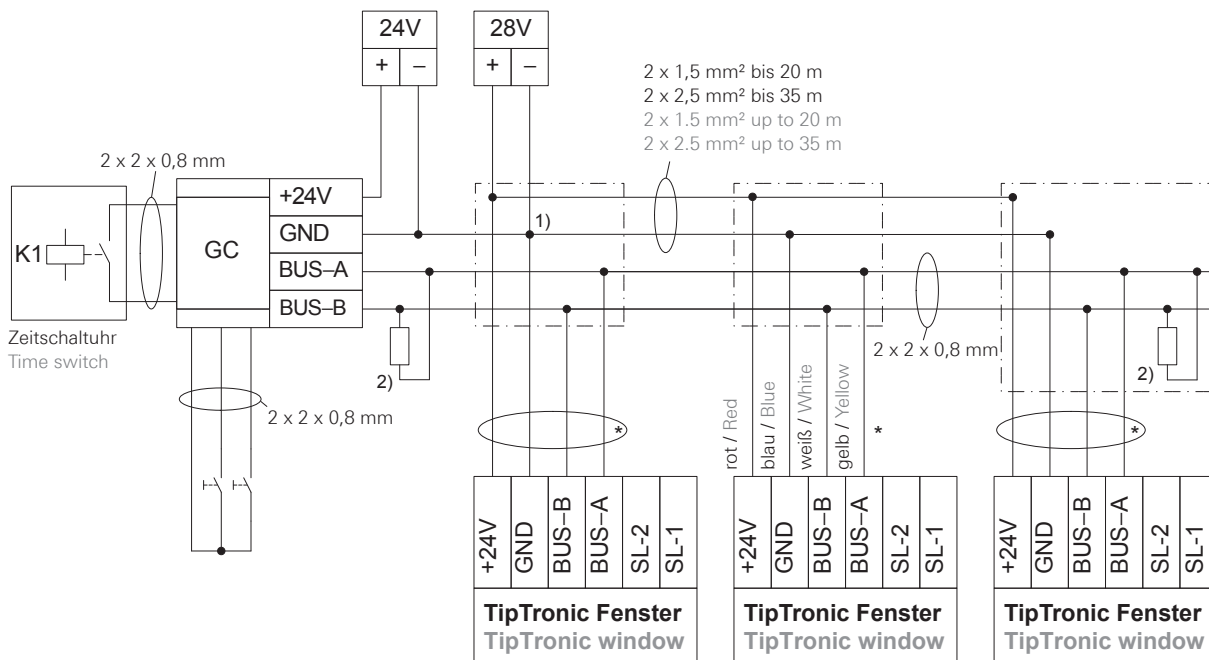 24V
+ –
28V
+ –
2 x 1,5 mm² bis 20 m
2 x 2,5 mm² bis 35 m
2 x 1.5 mm² up to 20 m
2 x 2.5 mm² up to 35 m
2 x 2 x 0,8 mm
K1
Zeitschaltuhr
Time switch
GC
+24V
GND
BUS–A
BUS–B
1)
2)
2 x 2 x 0,8 mm
2 x 2 x 0,8 mm
2)
*
rot / Red
blau / Blue
weiß / White
gelb / Yellow
*
*
+24V
GND
BUS–B
BUS–A
SL-2
SL-1
TipTronic Fenster
TipTronic window
+24V
GND
BUS–B
BUS–A
SL-2
SL-1
TipTronic Fenster
TipTronic window
+24V
GND
BUS–B
BUS–A
SL-2
SL-1
TipTronic Fenster
TipTronic window